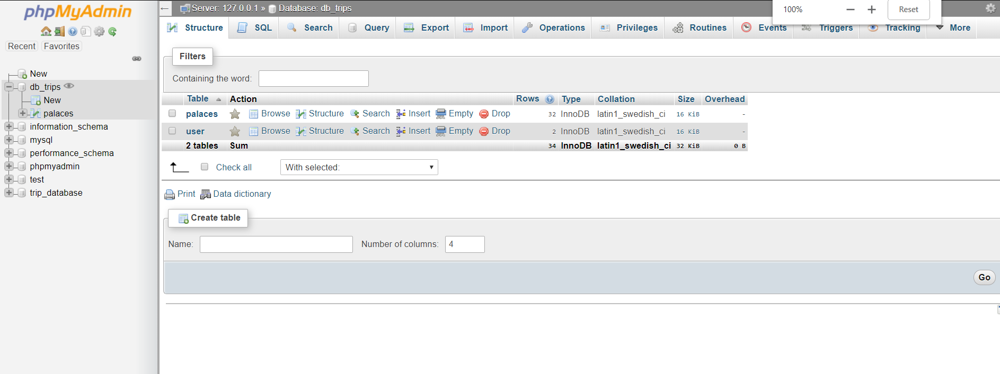 phpMyAdmin
Recent Favorites
New
db_trips
New
palaces
information_schema
mysql
performance_schema
phpmyadmin
test
trip_database
Server: 127.0.0.1 » Database: db_trips
100% − + Reset
Structure SQL Search Query Export Import Operations Privileges Routines Events Triggers Tracking More
Filters
Containing the word:
Table Action Rows Type Collation Size Overhead
palaces Browse Structure Search Insert Empty Drop 32 InnoDB latin1_swedish_ci 16 KiB -
user Browse Structure Search Insert Empty Drop 2 InnoDB latin1_swedish_ci 16 KiB -
2 tables Sum 34 InnoDB latin1_swedish_ci 32 KiB 0 B
Check all With selected:
Print Data dictionary
Create table
Name: Number of columns: 4
Go